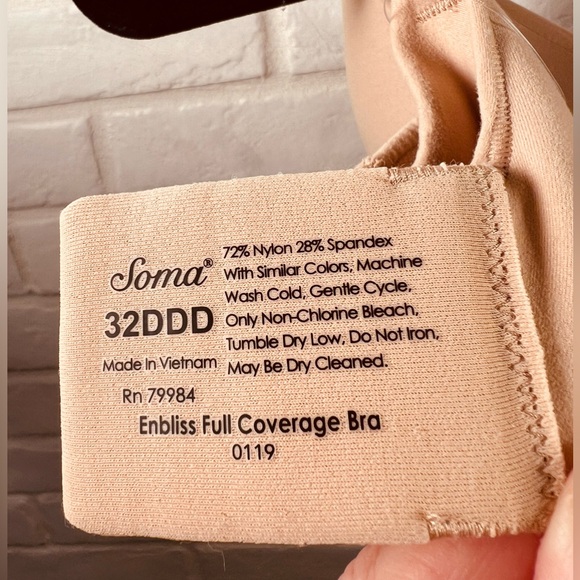 Soma®
32DDD
Made In Vietnam
Rn 79984
72% Nylon 28% Spandex
With Similar Colors, Machine
Wash Cold, Gentle Cycle,
Only Non-Chlorine Bleach,
Tumble Dry Low, Do Not Iron,
May Be Dry Cleaned.
Enbliss Full Coverage Bra
0119